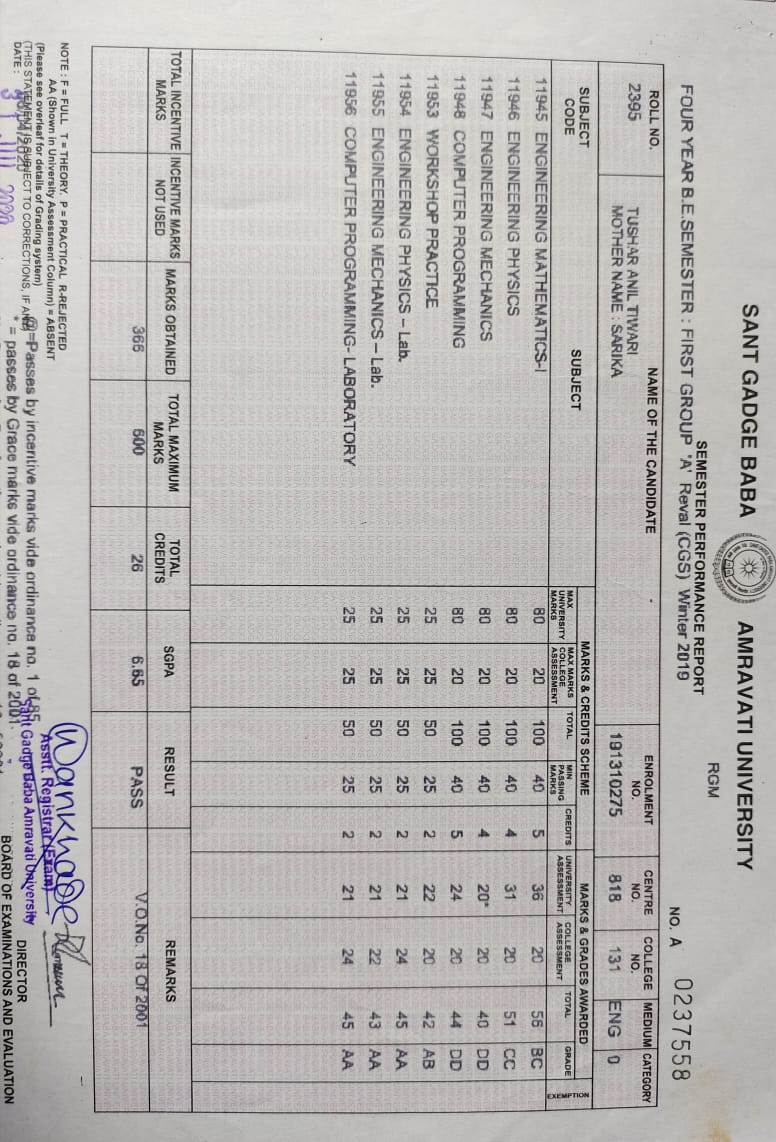 SANT GADGE BABA AMRAVATI UNIVERSITY
RGM
SEMESTER PERFORMANCE REPORT
FOUR YEAR B.E.SEMESTER : FIRST GROUP 'A' Reval (CGS) Winter 2019
NO. A 0237558
ROLL NO. NAME OF THE CANDIDATE ENROLMENT NO. CENTRE NO. COLLEGE NO. MEDIUM CATEGORY
2395 TUSHAR ANIL TIWARI
MOTHER NAME : SARIKA 191310275 818 131 ENG 0
SUBJECT CODE SUBJECT MARKS & CREDITS SCHEME MARKS & GRADES AWARDED EXEMPTION
MAX UNIVERSITY MARKS MAX MARKS COLLEGE ASSESSMENT TOTAL MIN PASSING MARKS CREDITS UNIVERSITY ASSESSMENT COLLEGE ASSESSMENT TOTAL GRADE
11945 ENGINEERING MATHEMATICS-I 80 20 100 40 5 36 20 56 BC
11946 ENGINEERING PHYSICS 80 20 100 40 4 31 20 51 CC
11947 ENGINEERING MECHANICS 80 20 100 40 4 20* 20 40 DD
11948 COMPUTER PROGRAMMING 80 20 100 40 5 24 20 44 DD
11953 WORKSHOP PRACTICE 25 25 50 25 2 22 20 42 AB
11954 ENGINEERING PHYSICS – Lab. 25 25 50 25 2 21 24 45 AA
11955 ENGINEERING MECHANICS – Lab. 25 25 50 25 2 21 22 43 AA
11956 COMPUTER PROGRAMMING- LABORATORY 25 25 50 25 2 21 24 45 AA
TOTAL INCENTIVE MARKS INCENTIVE MARKS NOT USED MARKS OBTAINED TOTAL MAXIMUM MARKS TOTAL CREDITS SGPA RESULT REMARKS
366 600 26 6.65 PASS V.O.No. 18 Of 2001
NOTE : F = FULL T = THEORY. P = PRACTICAL R-REJECTED
AA (Shown in University Assessment Column) = ABSENT
(Please see overleaf for details of Grading system)
(THIS STATEMENT IS SUBJECT TO CORRECTIONS, IF ANY
DATE :
@=Passes by incentive marks vide ordinance no. 1 of 85.
* = passes by Grace marks vide ordinance no. 18 of 2001.
Wankhade
Asstt. Registrar (Exam)
Sant Gadge Baba Amravati University
DIRECTOR
BOARD OF EXAMINATIONS AND EVALUATION